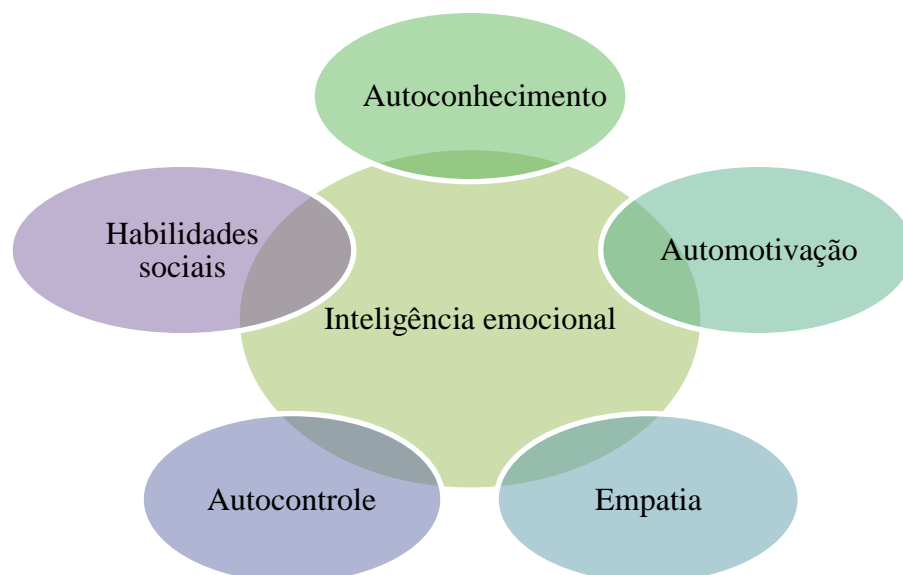 Autoconhecimento
Habilidades
sociais
Automotivação
Inteligência emocional
Autocontrole
Empatia